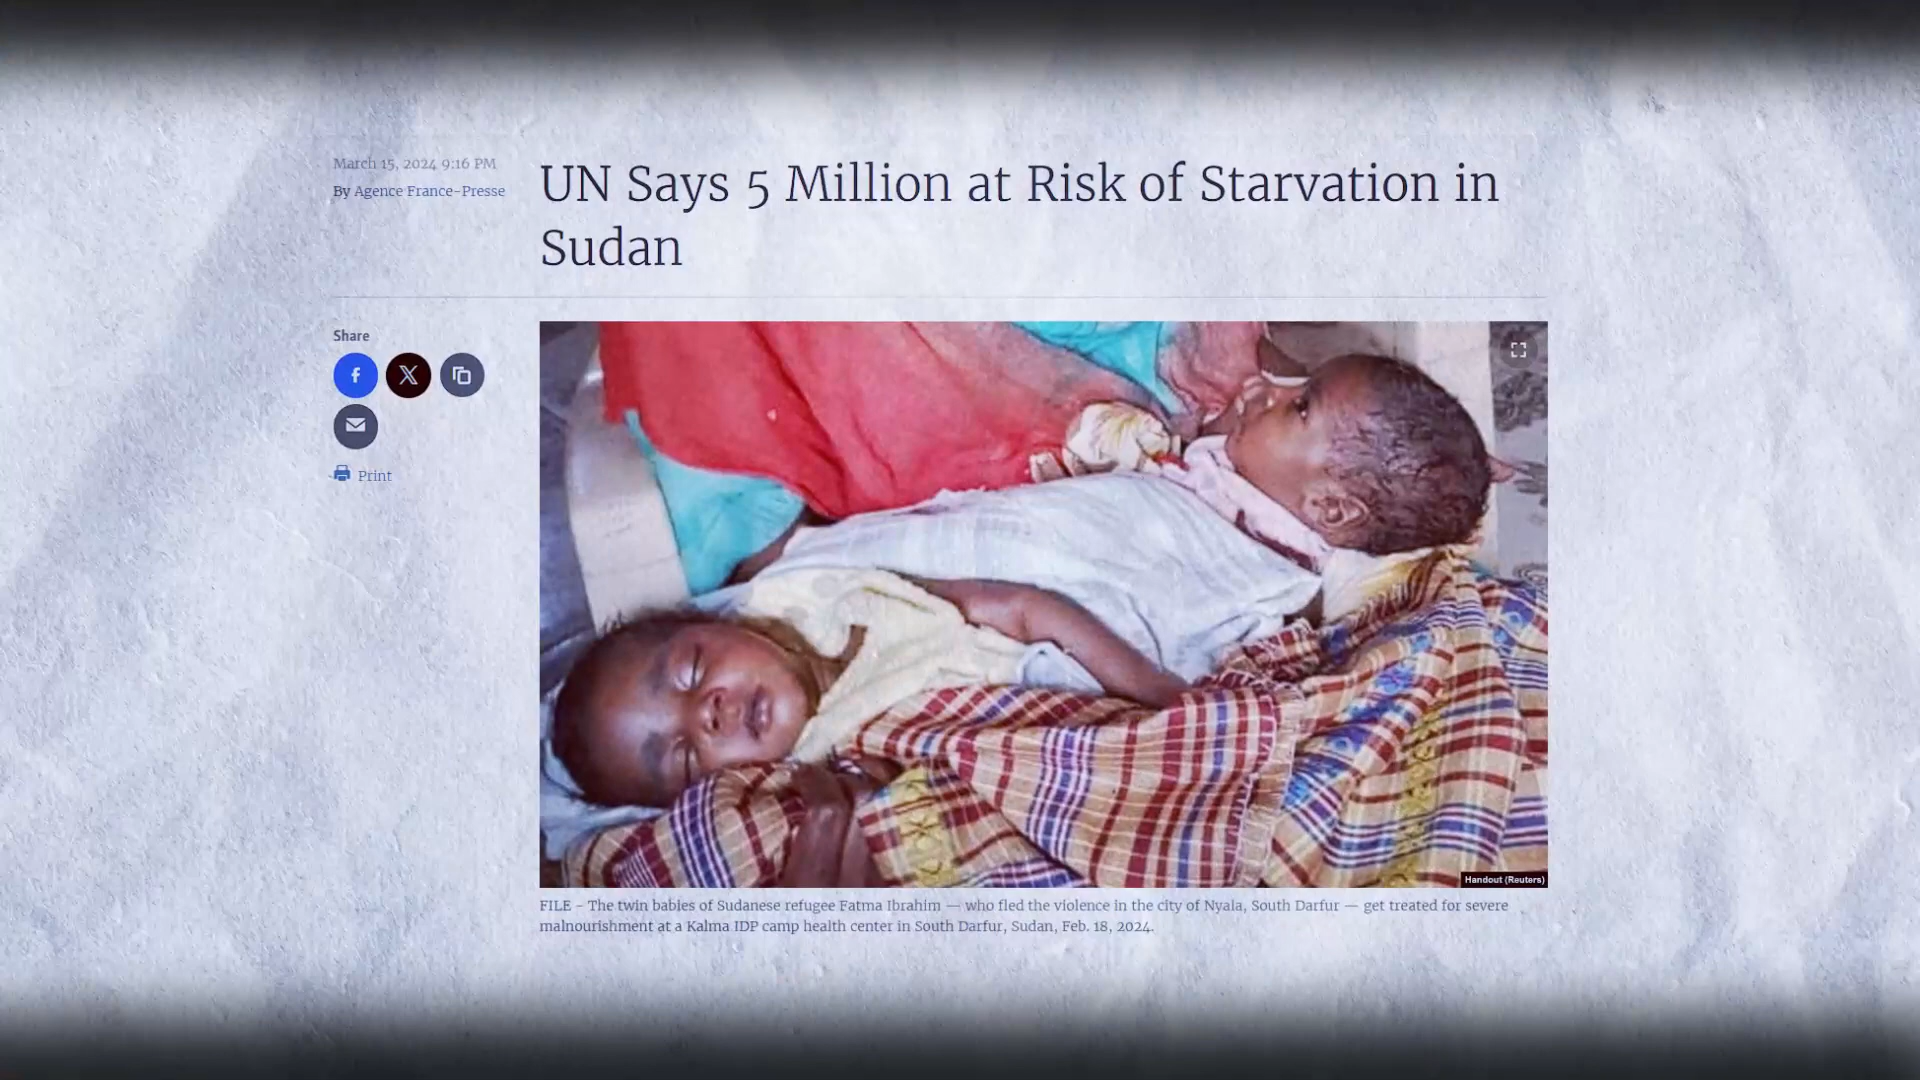 March 15, 2024 9:16 PM
By Agence France-Presse
UN Says 5 Million at Risk of Starvation in
Sudan
Share
Print
Handout (Reuters)
FILE – The twin babies of Sudanese refugee Fatma Ibrahim — who fled the violence in the city of Nyala, South Darfur — get treated for severe
malnourishment at a Kalma IDP camp health center in South Darfur, Sudan, Feb. 18, 2024.